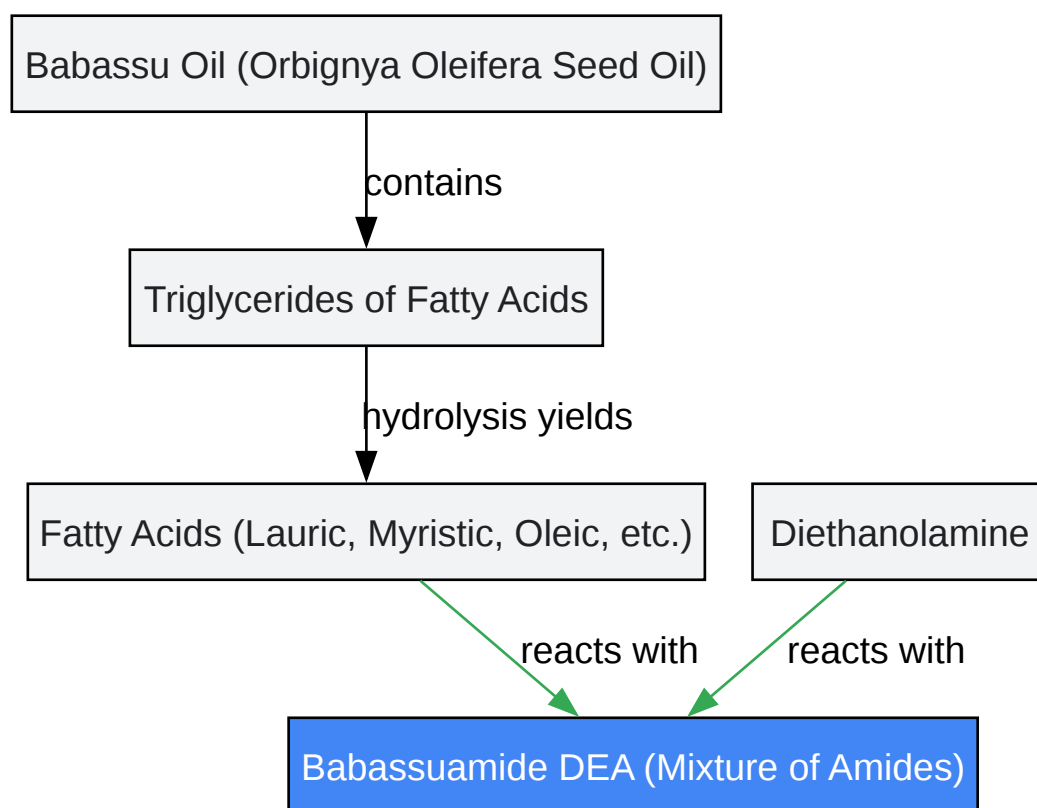 Babassu Oil (Orbignya Oleifera Seed Oil)
contains
Triglycerides of Fatty Acids
hydrolysis yields
Fatty Acids (Lauric, Myristic, Oleic, etc.)
Diethanolamine
reacts with
reacts with
Babassuamide DEA (Mixture of Amides)